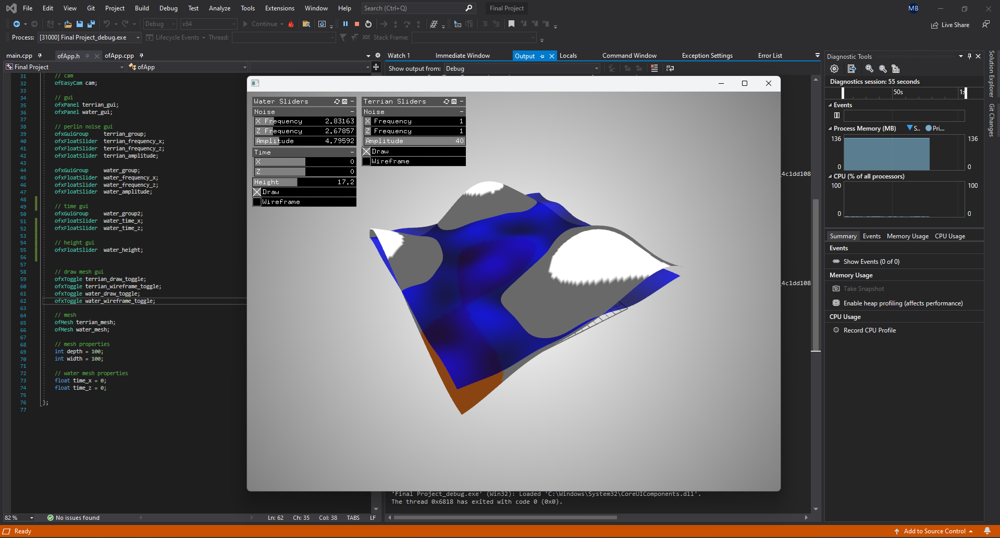 File Edit View Git Project Build Debug Test Analyze Tools Extensions Window Help Search (Ctrl+Q) Final Project MB
Debug x64 Continue Live Share
Process: [31000] Final Project_debug.exe Lifecycle Events Thread: Stack Frame:
main.cpp ofApp.h ofApp.cpp
Final Project ofApp
31 // cam
32 ofEasyCam cam;
33
34 // gui
35 ofxPanel terrian_gui;
36 ofxPanel water_gui;
37
38 // perlin noise gui
39 ofxGuiGroup terrian_group;
40 ofxFloatSlider terrian_frequency_x;
41 ofxFloatSlider terrian_frequency_z;
42 ofxFloatSlider terrian_amplitude;
43
44 ofxGuiGroup water_group;
45 ofxFloatSlider water_frequency_x;
46 ofxFloatSlider water_frequency_z;
47 ofxFloatSlider water_amplitude;
48
49 // time gui
50 ofxGuiGroup water_group2;
51 ofxFloatSlider water_time_x;
52 ofxFloatSlider water_time_z;
53
54 // height gui
55 ofxFloatSlider water_height;
56
57
58 // draw mesh gui
59 ofxToggle terrian_draw_toggle;
60 ofxToggle terrian_wireframe_toggle;
61 ofxToggle water_draw_toggle;
62 ofxToggle water_wireframe_toggle;
63
64 // mesh
65 ofMesh terrian_mesh;
66 ofMesh water_mesh;
67
68 // mesh properties
69 int depth = 100;
70 int width = 100;
71
72 // water mesh properties
73 float time_x = 0;
74 float time_z = 0;
75
76 };
77
82 % No issues found Ln: 62 Ch: 35 Col: 38 TABS LF
Watch 1 Immediate Window Output Locals Command Window Exception Settings Error List
Show output from: Debug
Water Sliders
Noise
X Frequency 2.83163
Z Frequency 2.67857
Amplitude 4.79592
Time
X 0
Z 0
Height 17.2
Draw
Wireframe
Terrian Sliders
Noise
X Frequency 1
Z Frequency 1
Amplitude 40
Draw
Wireframe
_4c1dd108
_4c1dd108
'Final Project_debug.exe' (Win32): Loaded 'C:\Windows\System32\CoreUIComponents.dll'.
The thread 0x6818 has exited with code 0 (0x0).
Diagnostic Tools
Diagnostics session: 55 seconds
50s 1:
Events
Process Memory (MB) S.. Pri...
136 136
0 0
CPU (% of all processors)
100 100
0 0
Summary Events Memory Usage CPU Usage
Events
Show Events (0 of 0)
Memory Usage
Take Snapshot
Enable heap profiling (affects performance)
CPU Usage
Record CPU Profile
Solution Explorer
Git Changes
Ready Add to Source Control